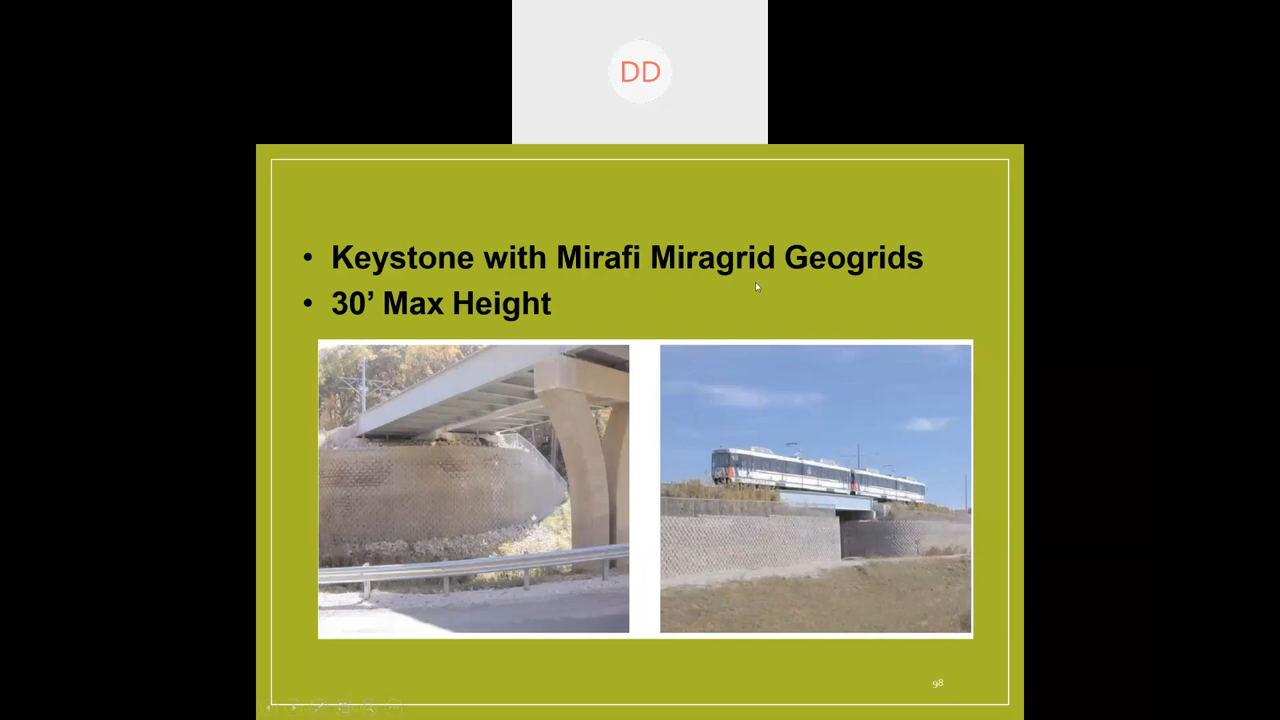 DD
• Keystone with Mirafi Miragrid Geogrids
• 30’ Max Height
98